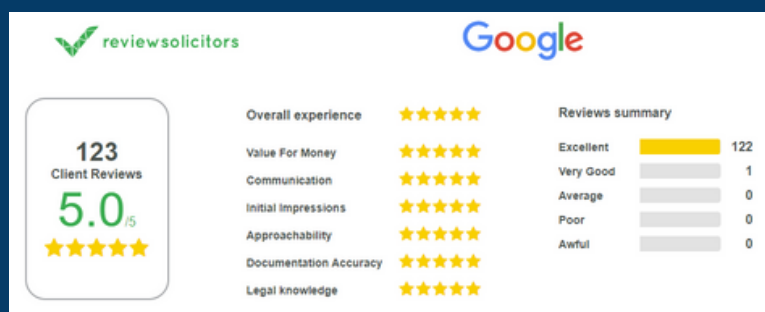 reviewsolicitors
Google
123
Client Reviews
5.0/5
Overall experience
Value For Money
Communication
Initial Impressions
Approachability
Documentation Accuracy
Legal knowledge
Reviews summary
Excellent 122
Very Good 1
Average 0
Poor 0
Awful 0